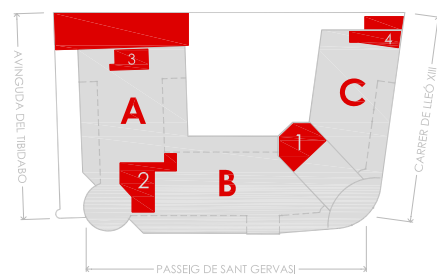 AVINGUDA DEL TIBIDABO
3
A
4
C
CARRER DE LLEÓ XIII
1
2
B
PASSEIG DE SANT GERVASI